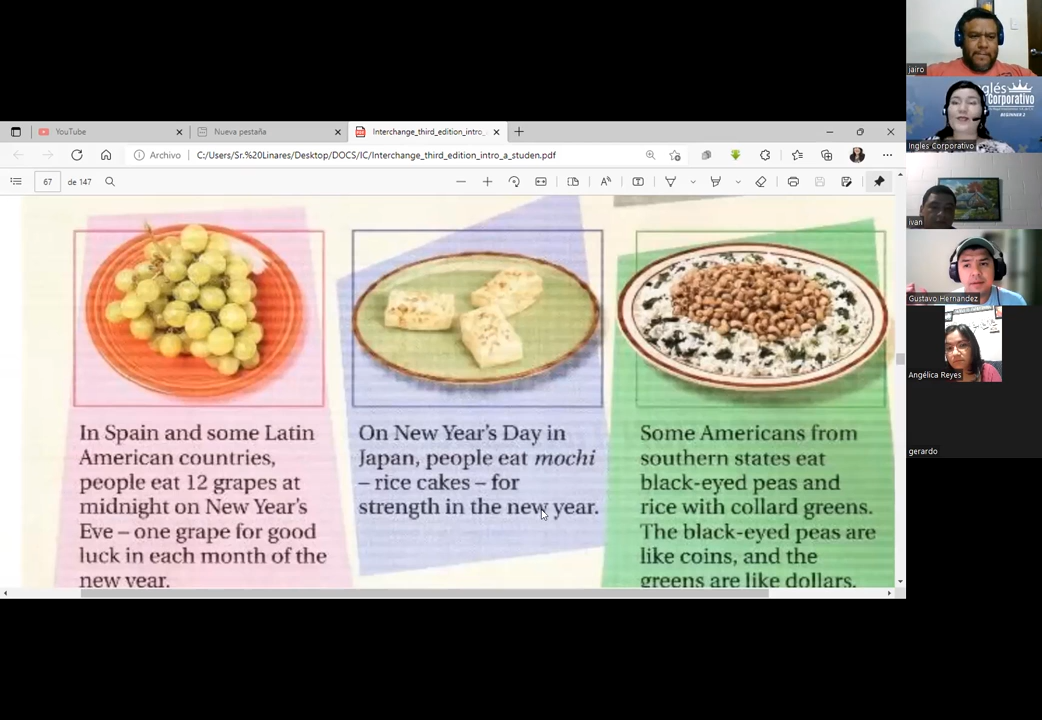 YouTube
Nueva pestaña
Interchange_third_edition_intro_
Archivo
C:/Users/Sr.%20Linares/Desktop/DOCS/IC/Interchange_third_edition_intro_a_studen.pdf
67 de 147
In Spain and some Latin
American countries,
people eat 12 grapes at
midnight on New Year's
Eve – one grape for good
luck in each month of the
new year.
On New Year's Day in
Japan, people eat mochi
– rice cakes – for
strength in the new year.
Some Americans from
southern states eat
black-eyed peas and
rice with collard greens.
The black-eyed peas are
like coins, and the
greens are like dollars.
jairo
nglés
Corporativo
BEGINNER 2
Ingles Corporativo
ivan
Gustavo Hernandez
Angélica Reyes
gerardo